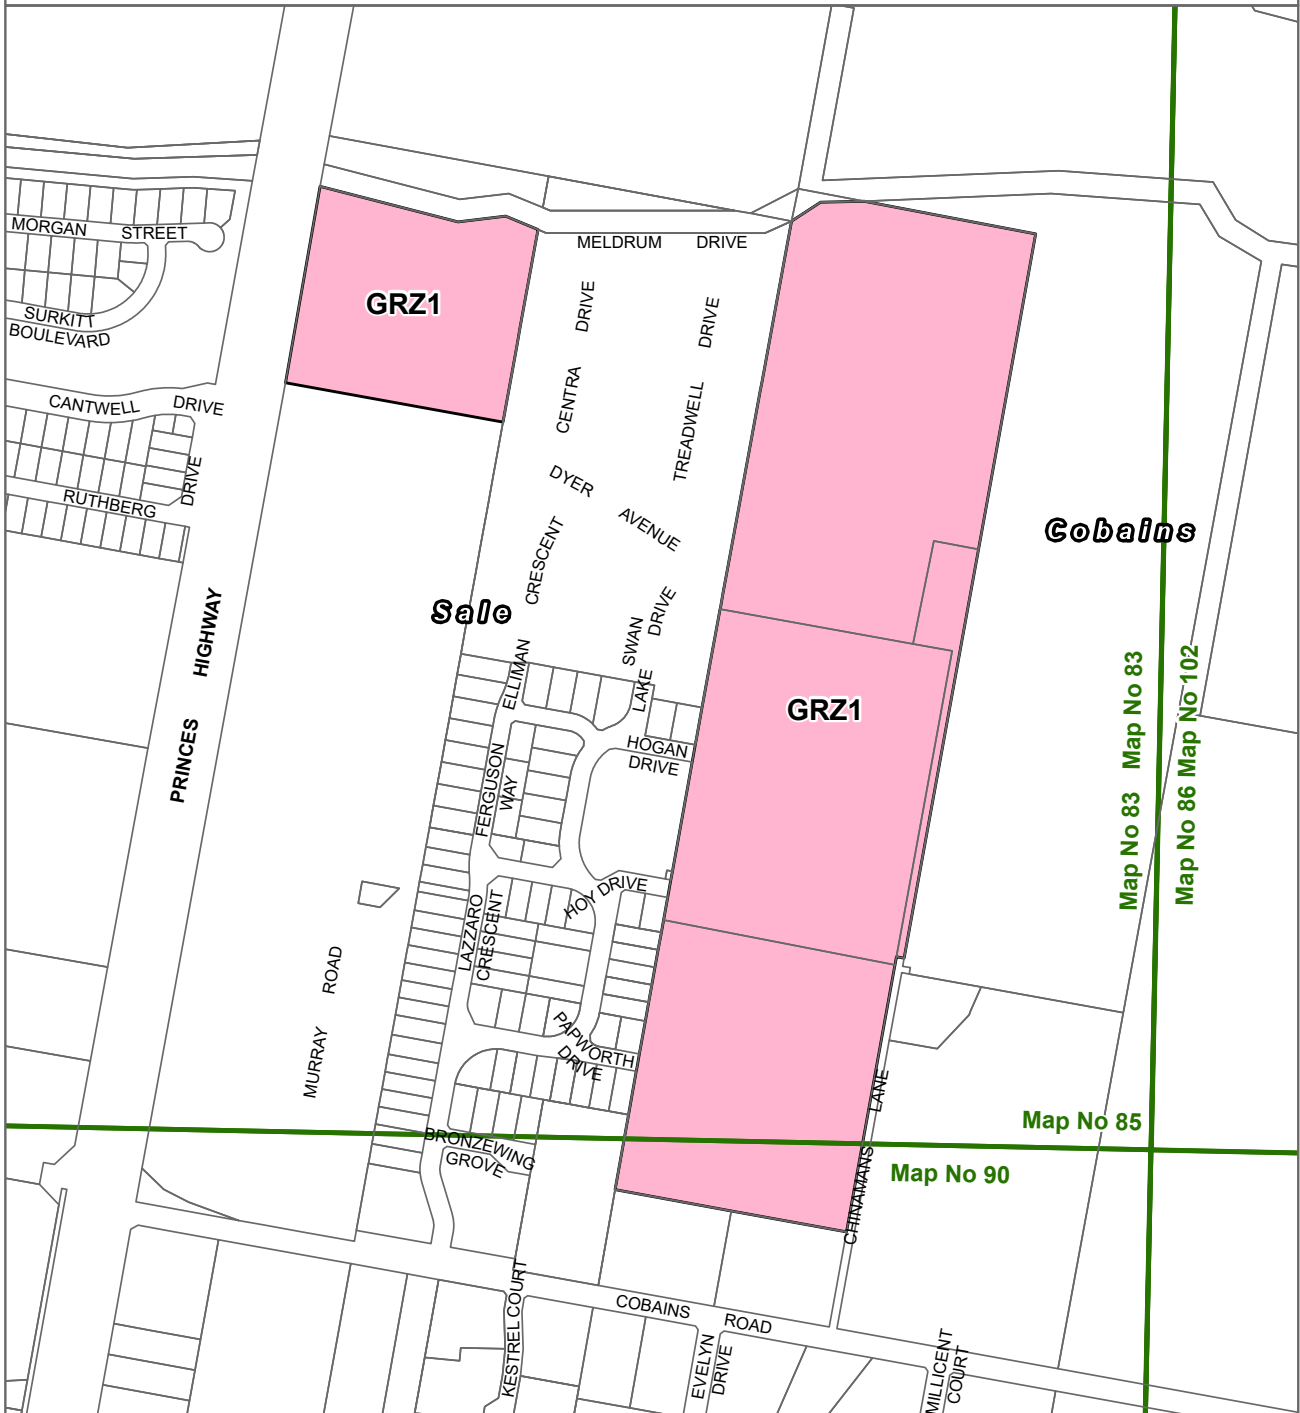 MORGAN STREET
SURKITT
BOULEVARD
CANTWELL DRIVE
RUTHBERG DRIVE
GRZ1
MELDRUM DRIVE
CENTRA DRIVE
TREADWELL DRIVE
DYER AVENUE
CRESCENT
ELLIMAN
SWAN
LAKE
DRIVE
Sale
Cobains
PRINCES HIGHWAY
GRZ1
HOGAN
DRIVE
FERGUSON
WAY
HOY DRIVE
LAZZARO
CRESCENT
MURRAY ROAD
PAPWORTH
DRIVE
BRONZEWING
GROVE
Map No 83
Map No 83
Map No 102
Map No 86
Map No 85
Map No 90
CHINAMANS LANE
KESTREL COURT
COBAINS ROAD
EVELYN
DRIVE
MILLICENT
COURT